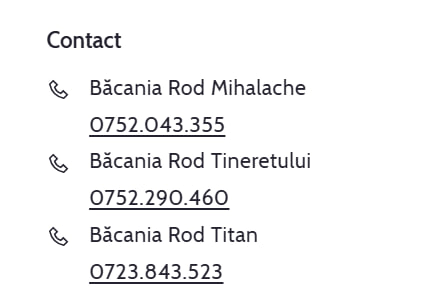 Contact
Băcania Rod Mihalache
0752.043.355
Băcania Rod Tineretului
0752.290.460
Băcania Rod Titan
0723.843.523